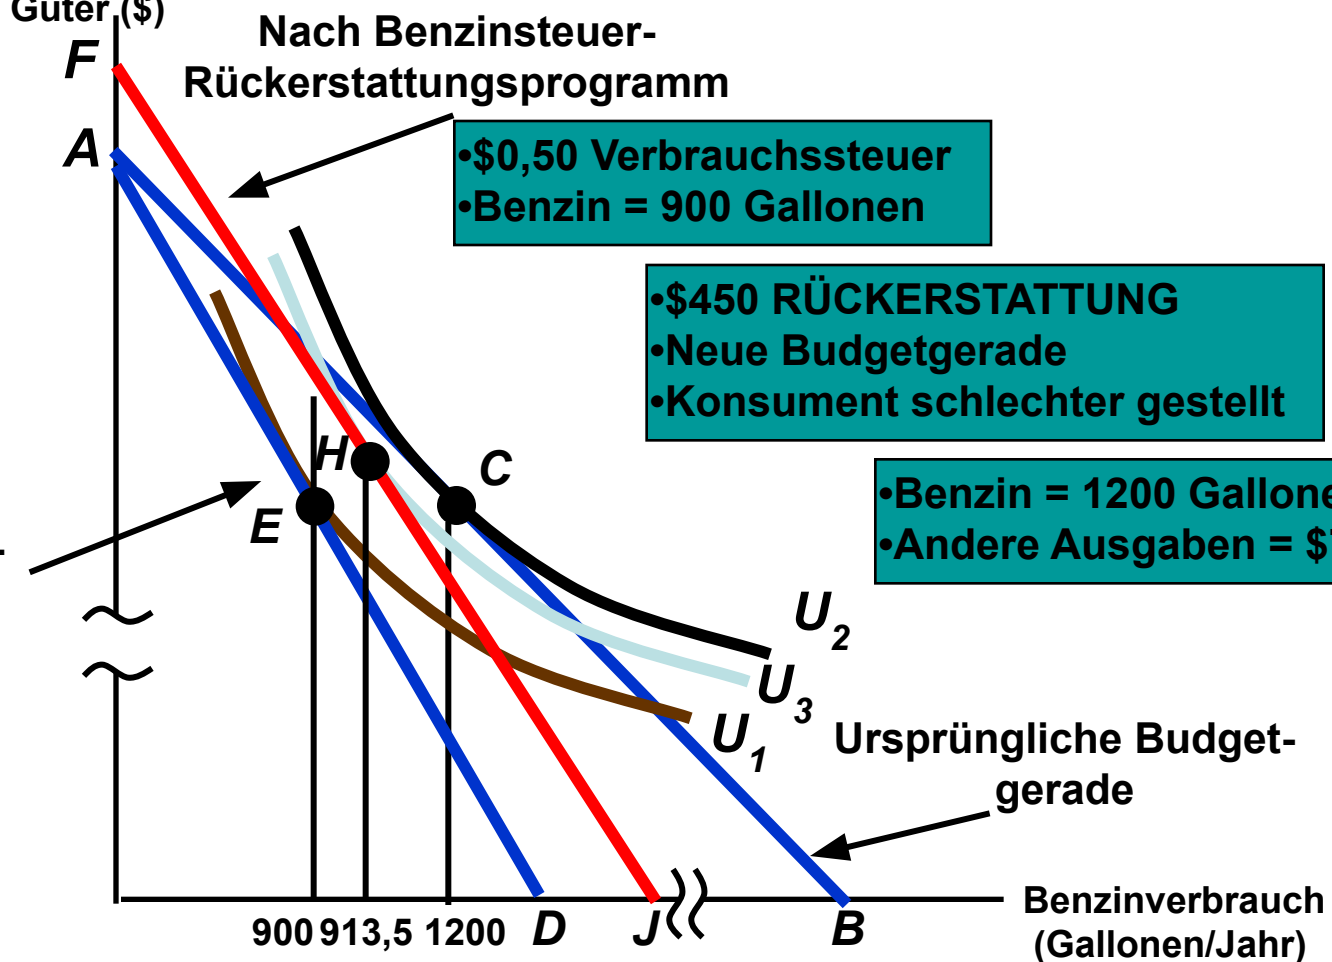 Güter ($)
F
Nach Benzinsteuer-
Rückerstattungsprogramm
A
•$0,50 Verbrauchssteuer
•Benzin = 900 Gallonen
•$450 RÜCKERSTATTUNG
•Neue Budgetgerade
•Konsument schlechter gestellt
H
C
E
•Benzin = 1200 Gallone
•Andere Ausgaben = $
U2
U3
U1
Ursprüngliche Budget-
gerade
900 913,5 1200 D J B
Benzinverbrauch
(Gallonen/Jahr)